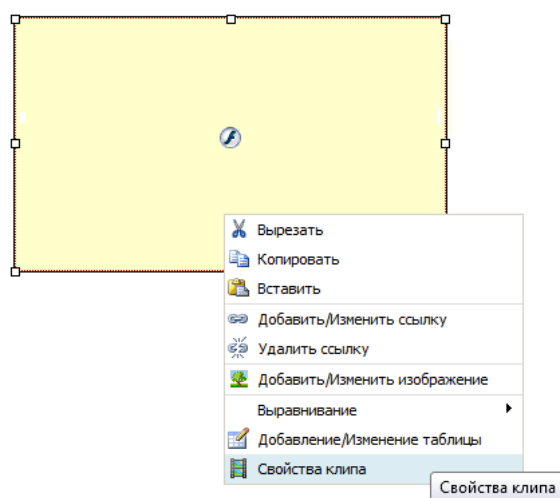 Вырезать
Копировать
Вставить
Добавить/Изменить ссылку
Удалить ссылку
Добавить/Изменить изображение
Выравнивание
Добавление/Изменение таблицы
Свойства клипа
Свойства клипа